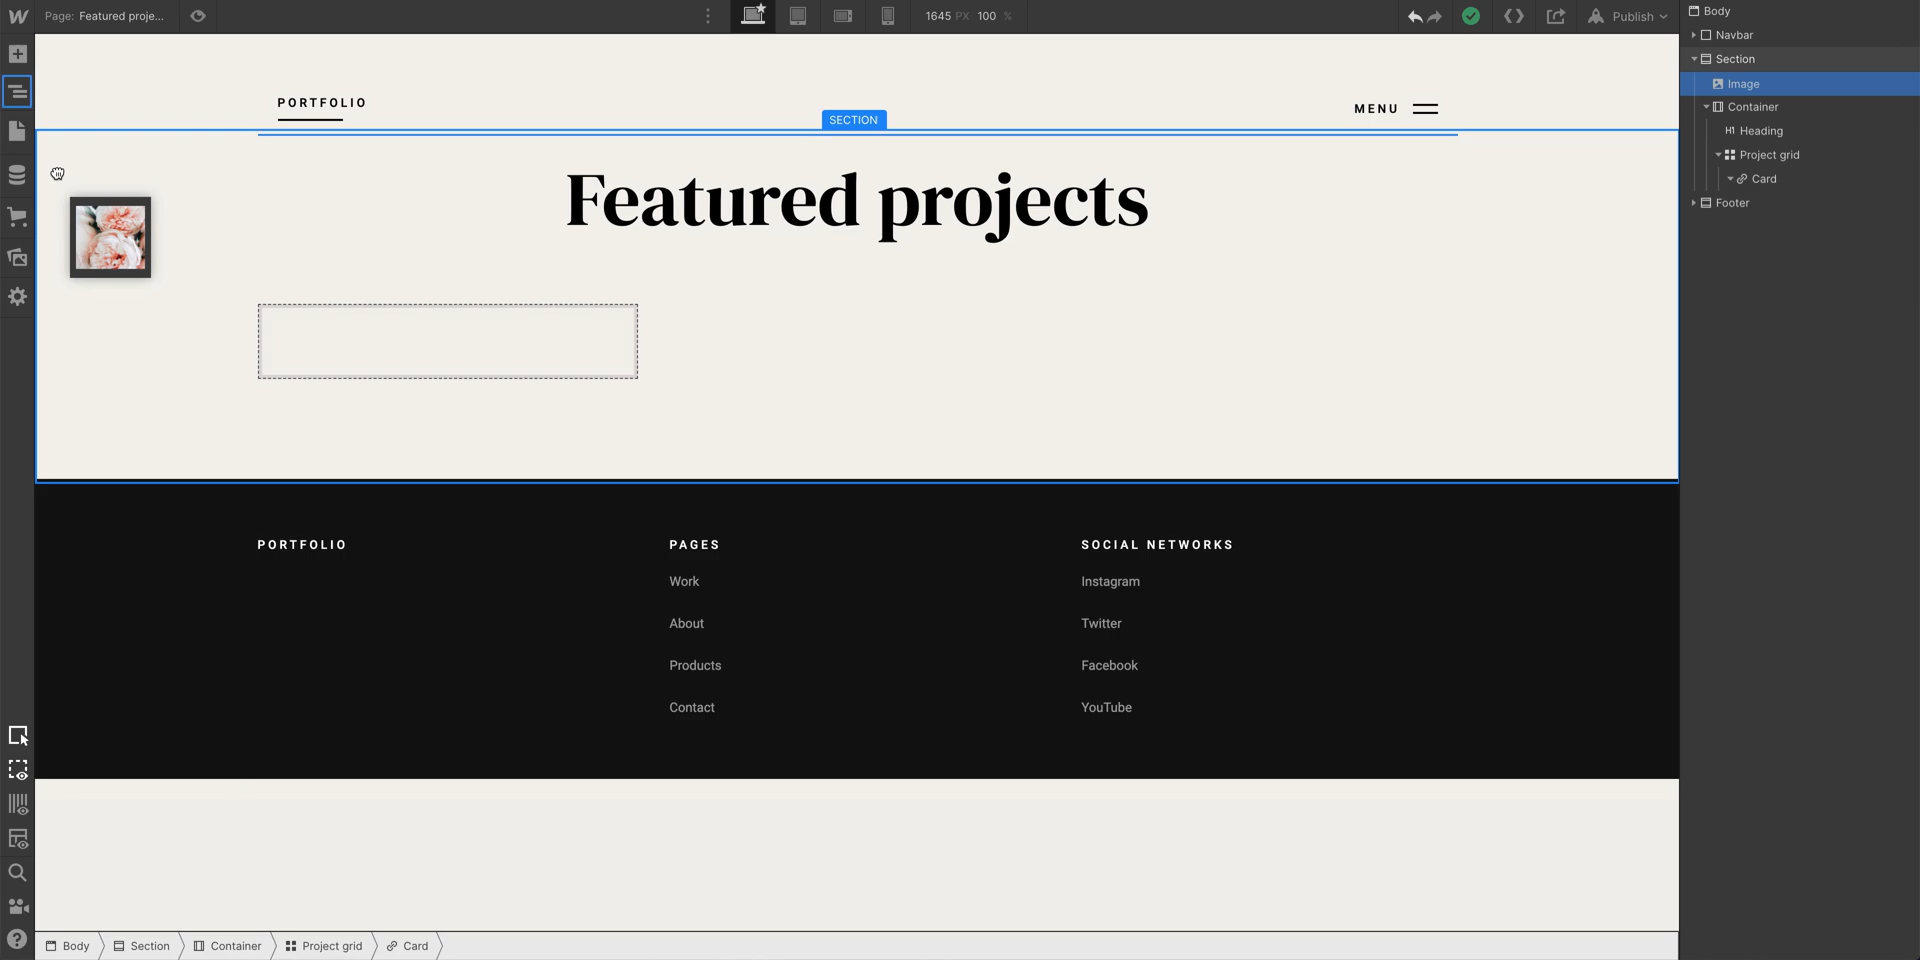 Page: Featured proje...
1645 PX 100 %
Publish
PORTFOLIO
MENU
SECTION
Featured projects
PORTFOLIO
PAGES
Work
About
Products
Contact
SOCIAL NETWORKS
Instagram
Twitter
Facebook
YouTube
Body
Section
Container
Project grid
Card
Body
Navbar
Section
Image
Container
H1 Heading
Project grid
Card
Footer